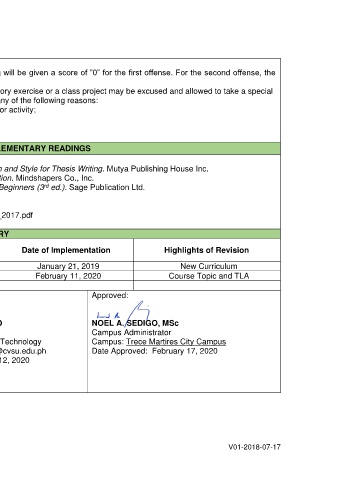 will be given a score of "0" for the first offense. For the second offense, the
ory exercise or a class project may be excused and allowed to take a special
ny of the following reasons:
or activity;
LEMENTARY READINGS
and Style for Thesis Writing. Mutya Publishing House Inc.
tion. Mindshapers Co., Inc.
Beginners (3rd ed.). Sage Publication Ltd.
_2017.pdf
RY
Date of Implementation Highlights of Revision
January 21, 2019 New Curriculum
February 11, 2020 Course Topic and TLA
Approved:
NOEL A. SEDIGO, MSc
Campus Administrator
Technology Campus: Trece Martires City Campus
@cvsu.edu.ph Date Approved: February 17, 2020
12, 2020
V01-2018-07-17